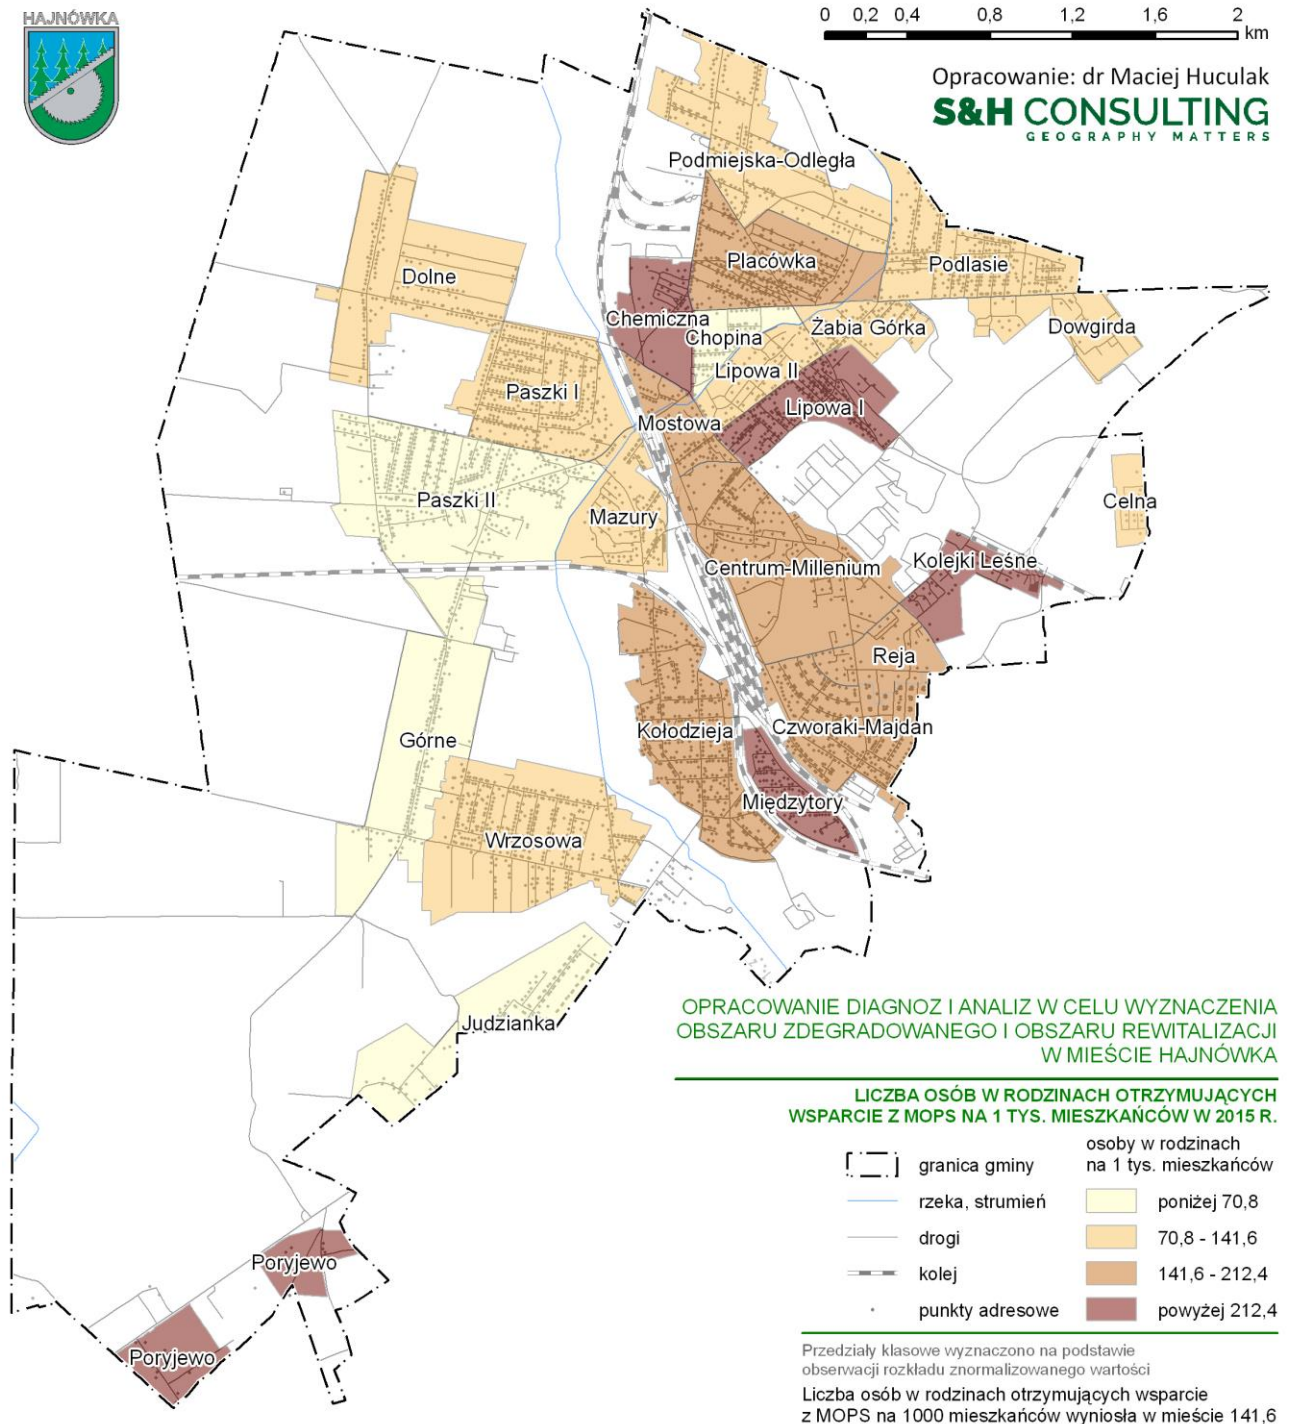 HAJNÓWKA
0 0,2 0,4 0,8 1,2 1,6 2
km
Opracowanie: dr Maciej Huculak
S&H CONSULTING
GEOGRAPHY MATTERS
Podmiejska-Odległa
Placówka
Podlasie
Dolne
Chemiczna
Chopina
Żabia Górka
Dowgirda
Lipowa II
Paszki I
Lipowa I
Mostowa
Paszki II
Celna
Mazury
Centrum-Millenium
Kolejki Leśne
Reja
Górne
Kołodzieja
Czworaki-Majdan
Międzytory
Wrzosowa
Judzianka
Poryjewo
Poryjewo
OPRACOWANIE DIAGNOZ I ANALIZ W CELU WYZNACZENIA
OBSZARU ZDEGRADOWANEGO I OBSZARU REWITALIZACJI
W MIEŚCIE HAJNÓWKA
LICZBA OSÓB W RODZINACH OTRZYMUJĄCYCH
WSPARCIE Z MOPS NA 1 TYS. MIESZKAŃCÓW W 2015 R.
granica gminy
rzeka, strumień
drogi
kolej
punkty adresowe
osoby w rodzinach
na 1 tys. mieszkańców
poniżej 70,8
70,8 - 141,6
141,6 - 212,4
powyżej 212,4
Przedziały klasowe wyznaczono na podstawie
obserwacji rozkładu znormalizowanego wartości
Liczba osób w rodzinach otrzymujących wsparcie
z MOPS na 1000 mieszkańców wyniosła w mieście 141,6